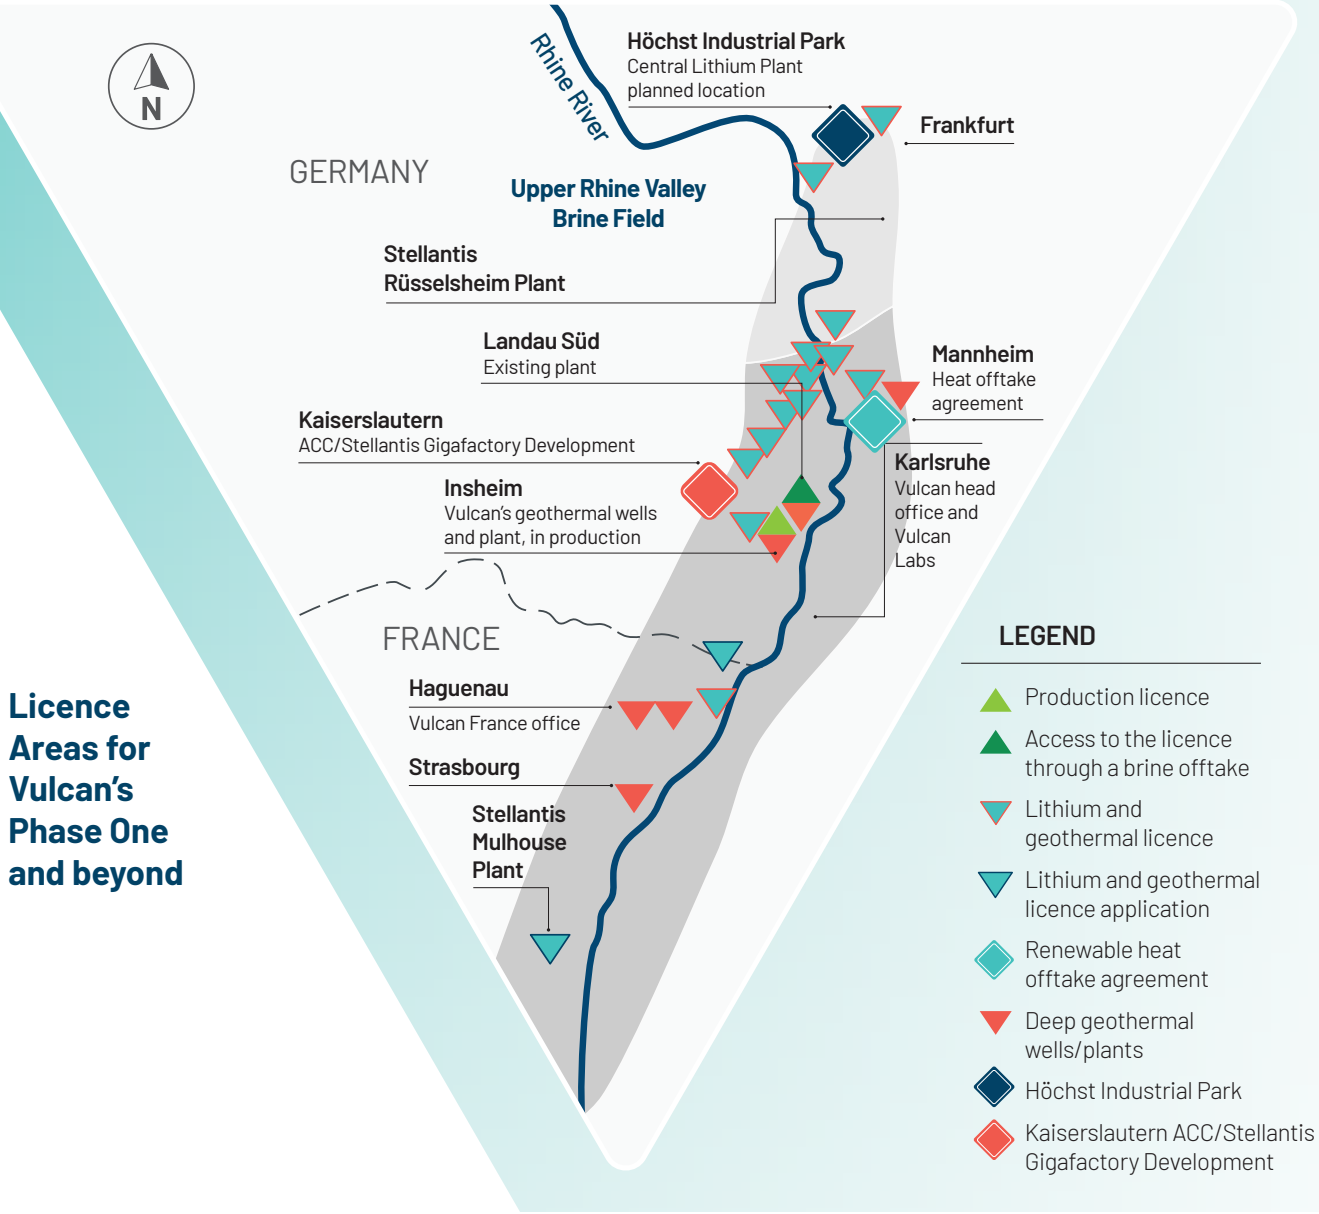 N
Rhine River
Höchst Industrial Park
Central Lithium Plant
planned location
Frankfurt
GERMANY
Upper Rhine Valley
Brine Field
Stellantis
Rüsselsheim Plant
Landau Süd
Existing plant
Mannheim
Heat offtake
agreement
Kaiserslautern
ACC/Stellantis Gigafactory Development
Karlsruhe
Vulcan head
office and
Vulcan
Labs
Insheim
Vulcan’s geothermal wells
and plant, in production
FRANCE
Haguenau
Vulcan France office
Strasbourg
Stellantis
Mulhouse
Plant
Licence
Areas for
Vulcan’s
Phase One
and beyond
LEGEND
Production licence
Access to the licence
through a brine offtake
Lithium and
geothermal licence
Lithium and geothermal
licence application
Renewable heat
offtake agreement
Deep geothermal
wells/plants
Höchst Industrial Park
Kaiserslautern ACC/Stellantis
Gigafactory Development